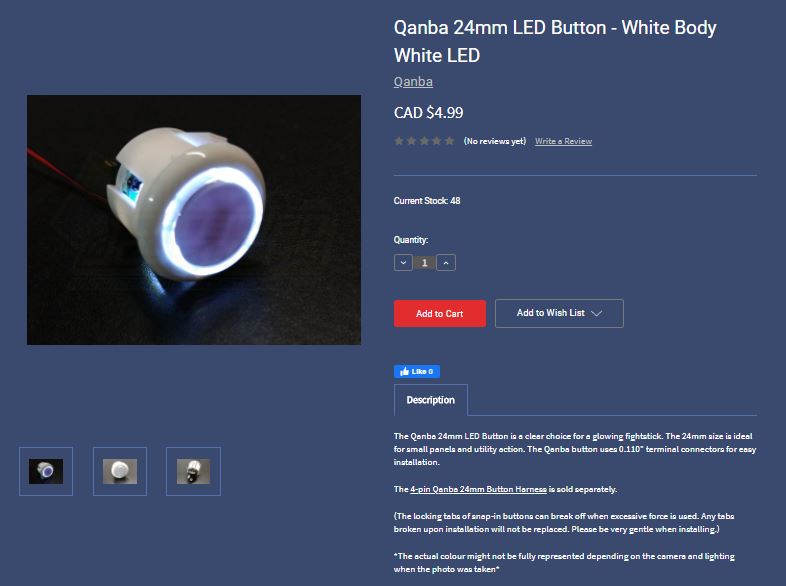 Qanba 24mm LED Button - White Body
White LED
Qanba
CAD $4.99
(No reviews yet) Write a Review
Current Stock: 48
Quantity:
1
Add to Cart
Add to Wish List
Like 0
Description
The Qanba 24mm LED Button is a clear choice for a glowing fightstick. The 24mm size is ideal
for small panels and utility action. The Qanba button uses 0.110" terminal connectors for easy
installation.
The 4-pin Qanba 24mm Button Harness is sold separately.
(The locking tabs of snap-in buttons can break off when excessive force is used. Any tabs
broken upon installation will not be replaced. Please be very gentle when installing.)
*The actual colour might not be fully represented depending on the camera and lighting
when the photo was taken*